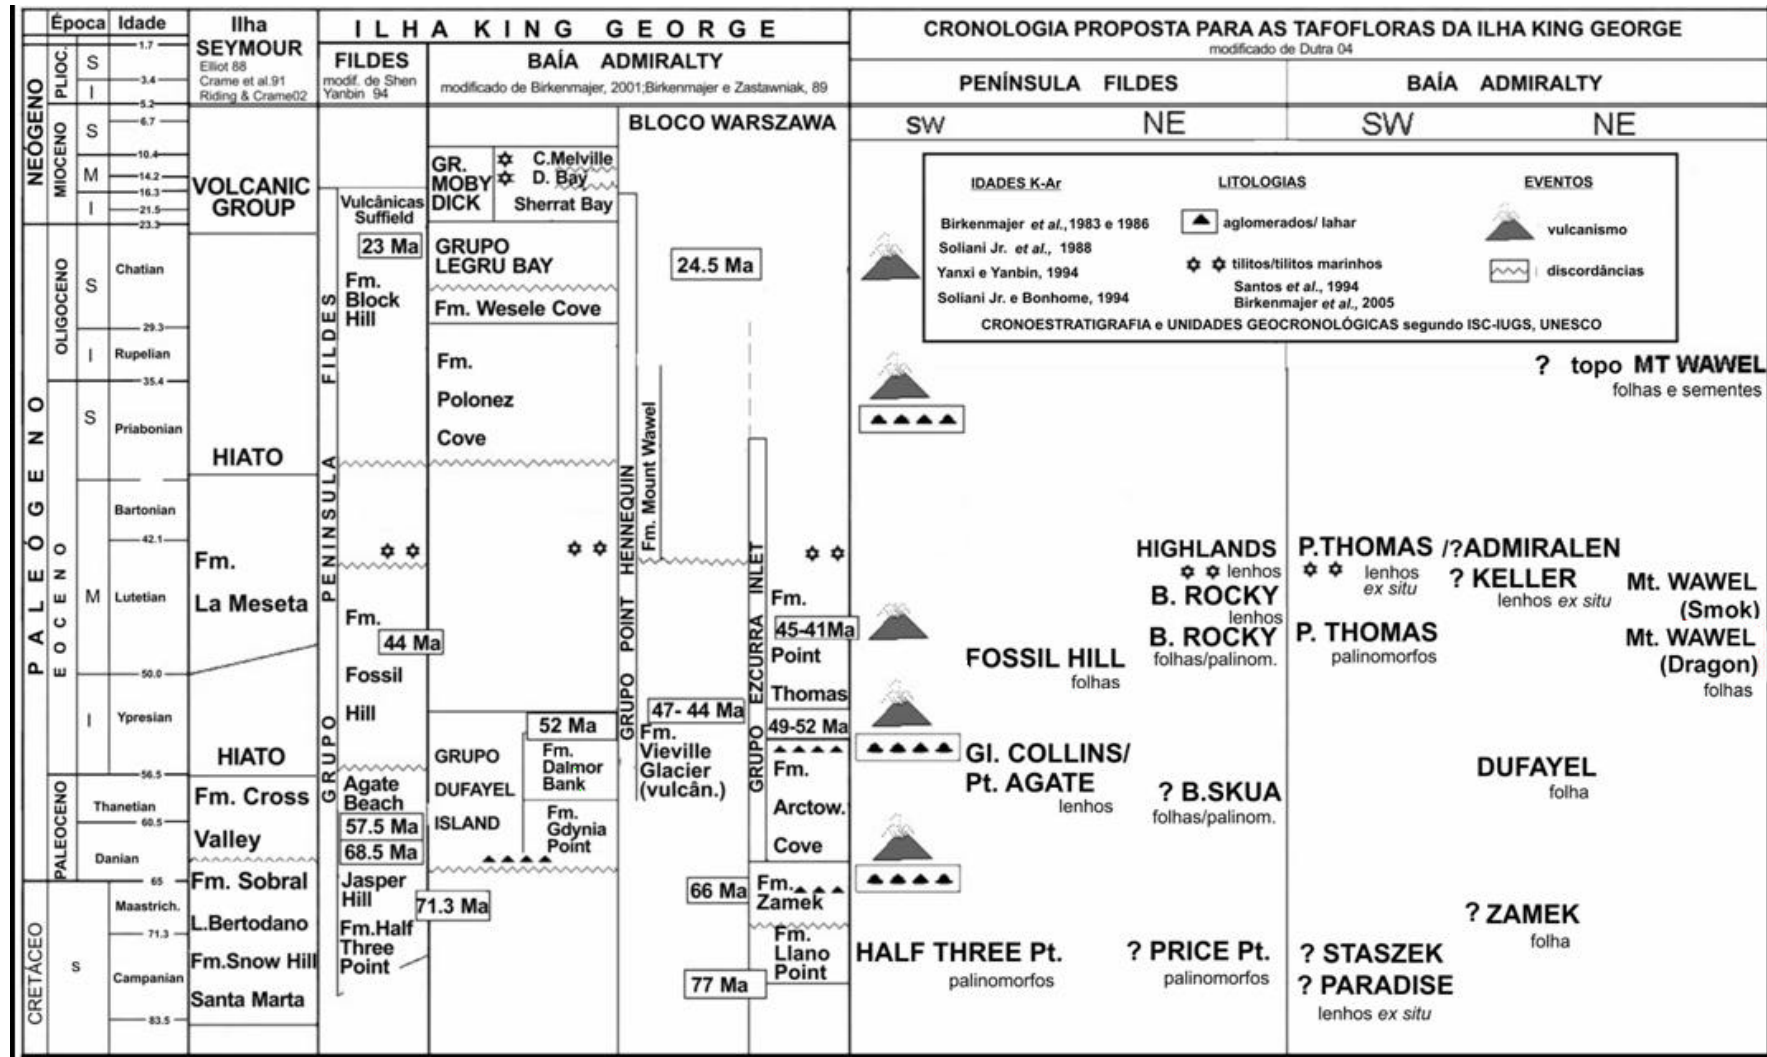 Época Idade
Ilha
SEYMOUR
Elliot 88
Crame et al.91
Riding & Crame02
ILHA KING GEORGE
FILDES
modif. de Shen
Yanbin 94
BAÍA ADMIRALTY
modificado de Birkenmajer, 2001;Birkenmajer e Zastawniak, 89
CRONOLOGIA PROPOSTA PARA AS TAFOFLORAS DA ILHA KING GEORGE
modificado de Dutra 04
PENÍNSULA FILDES
BAÍA ADMIRALTY
SW
NE
SW
NE
NEÓGENO
PLIOC.
S
I
MIOCENO
S
M
I
PALEÓGENO
OLIGOCENO
S
I
EOCENO
S
M
I
PALEOCENO
CRETÁCEO
s
1.7
3.4
5.2
6.7
10.4
14.2
16.3
21.5
23.3
Chatian
29.3
Rupelian
35.4
Priabonian
Bartonian
42.1
Lutetian
50.0
Ypresian
56.5
Thanetian
60.5
Danian
65
Maastrich.
71.3
Campanian
83.5
VOLCANIC
GROUP
HIATO
Fm.
La Meseta
HIATO
Fm. Cross
Valley
Fm. Sobral
L.Bertodano
Fm.Snow Hill
Santa Marta
GRUPO PENINSULA FILDES
Vulcânicas
Suffield
23 Ma
Fm.
Block
Hill
Fm.
44 Ma
Fossil
Hill
Agate
Beach
57.5 Ma
68.5 Ma
Jasper
Hill
71.3 Ma
Fm.Half
Three
Point
GR.
MOBY
DICK
C.Melville
D. Bay
Sherrat Bay
GRUPO
LEGRU BAY
Fm. Wesele Cove
Fm.
Polonez
Cove
52 Ma
GRUPO
DUFAYEL
ISLAND
Fm.
Dalmor
Bank
Fm.
Gdynia
Point
BLOCO WARSZAWA
GRUPO POINT HENNEQUIN
24.5 Ma
Fm. Mount Wawel
47- 44 Ma
Fm.
Vieville
Glacier
(vulcân.)
GRUPO EZCURRA INLET
Fm.
45-41Ma
Point
Thomas
49-52 Ma
Fm.
Arctow.
Cove
66 Ma
Fm.
Zamek
Fm.
Llano
Point
77 Ma
IDADES K-Ar
Birkenmajer et al.,1983 e 1986
Soliani Jr. et al., 1988
Yanxi e Yanbin, 1994
Soliani Jr. e Bonhome, 1994
LITOLOGIAS
aglomerados/ lahar
tilitos/tilitos marinhos
Santos et al., 1994
Birkenmajer et al., 2005
EVENTOS
vulcanismo
discordâncias
CRONOESTRATIGRAFIA e UNIDADES GEOCRONOLÓGICAS segundo ISC-IUGS, UNESCO
? topo MT WAWEL
folhas e sementes
HIGHLANDS
lenhos
B. ROCKY
lenhos
B. ROCKY
folhas/palinom.
FOSSIL HILL
folhas
P.THOMAS /?ADMIRALEN
lenhos
ex situ
? KELLER
lenhos ex situ
Mt. WAWEL
(Smok)
P. THOMAS
palinomorfos
Mt. WAWEL
(Dragon)
folhas
Gl. COLLINS/
Pt. AGATE
lenhos
? B.SKUA
folhas/palinom.
DUFAYEL
folha
? ZAMEK
folha
HALF THREE Pt.
palinomorfos
? PRICE Pt.
palinomorfos
? STASZEK
? PARADISE
lenhos ex situ